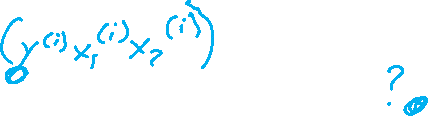 (y^(i) x_1^(i) x_2^(i))
?